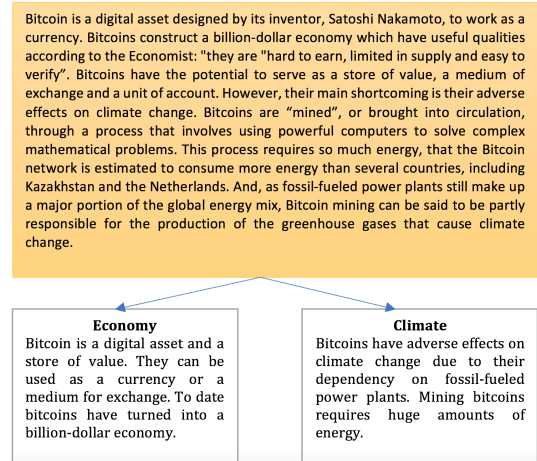 Bitcoin is a digital asset designed by its inventor, Satoshi Nakamoto, to work as a
currency. Bitcoins construct a billion-dollar economy which have useful qualities
according to the Economist: "they are "hard to earn, limited in supply and easy to
verify”. Bitcoins have the potential to serve as a store of value, a medium of
exchange and a unit of account. However, their main shortcoming is their adverse
effects on climate change. Bitcoins are “mined”, or brought into circulation,
through a process that involves using powerful computers to solve complex
mathematical problems. This process requires so much energy, that the Bitcoin
network is estimated to consume more energy than several countries, including
Kazakhstan and the Netherlands. And, as fossil-fueled power plants still make up
a major portion of the global energy mix, Bitcoin mining can be said to be partly
responsible for the production of the greenhouse gases that cause climate
change.
Economy
Bitcoin is a digital asset and a
store of value. They can be
used as a currency or a
medium for exchange. To date
bitcoins have turned into a
billion-dollar economy.
Climate
Bitcoins have adverse effects on
climate change due to their
dependency on fossil-fueled
power plants. Mining bitcoins
requires huge amounts of
energy.